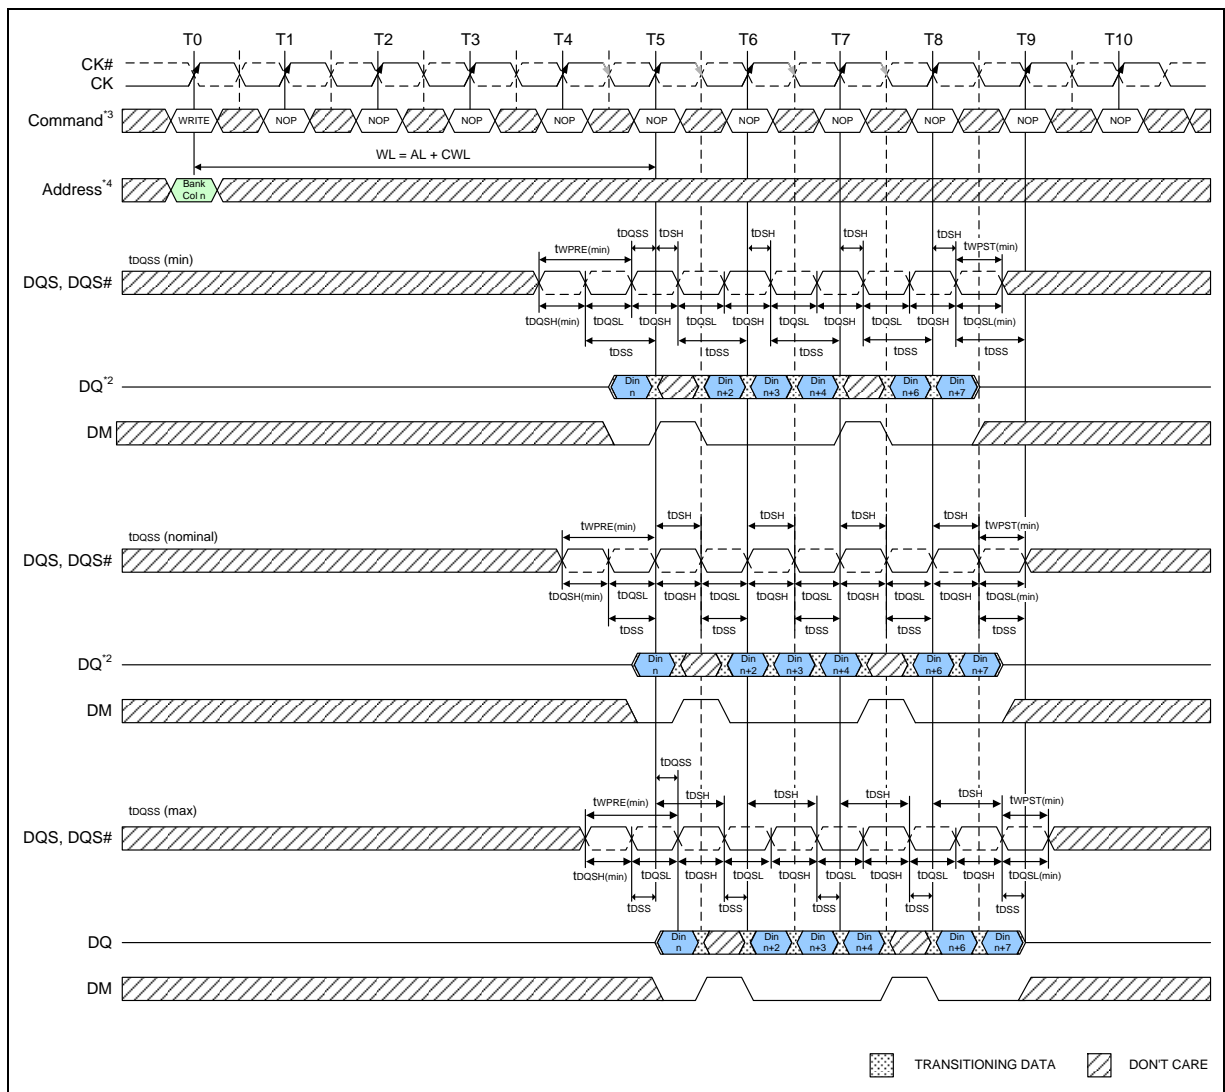 T0 T1 T2 T3 T4 T5 T6 T7 T8 T9 T10
CK#
CK
Command*3 WRITE NOP NOP NOP NOP NOP NOP NOP NOP NOP NOP
WL = AL + CWL
Address*4 Bank Col n
tDQSS tDSH tDSH tDSH tDSH
tWPRE(min) tWPST(min)
tDQSS (min)
DQS, DQS#
tDQSH(min) tDQSL tDQSH tDQSL tDQSH tDQSL tDQSH tDQSL tDQSH tDQSL(min)
tDSS tDSS tDSS tDSS tDSS
DQ*2 Din n Din n+2 Din n+3 Din n+4 Din n+6 Din n+7
DM
tDSH tDSH tDSH tDSH
tWPRE(min) tWPST(min)
tDQSS (nominal)
DQS, DQS#
tDQSH(min) tDQSL tDQSH tDQSL tDQSH tDQSL tDQSH tDQSL tDQSH tDQSL(min)
tDSS tDSS tDSS tDSS tDSS
DQ*2 Din n Din n+2 Din n+3 Din n+4 Din n+6 Din n+7
DM
tDQSS
tDQSS (max) tWPRE(min) tDSH tDSH tDSH tDSH tWPST(min)
DQS, DQS#
tDQSH(min) tDQSL tDQSH tDQSL tDQSH tDQSL tDQSH tDQSL tDQSH tDQSL(min)
tDSS tDSS tDSS tDSS tDSS
DQ Din n Din n+2 Din n+3 Din n+4 Din n+6 Din n+7
DM
TRANSITIONING DATA DON'T CARE